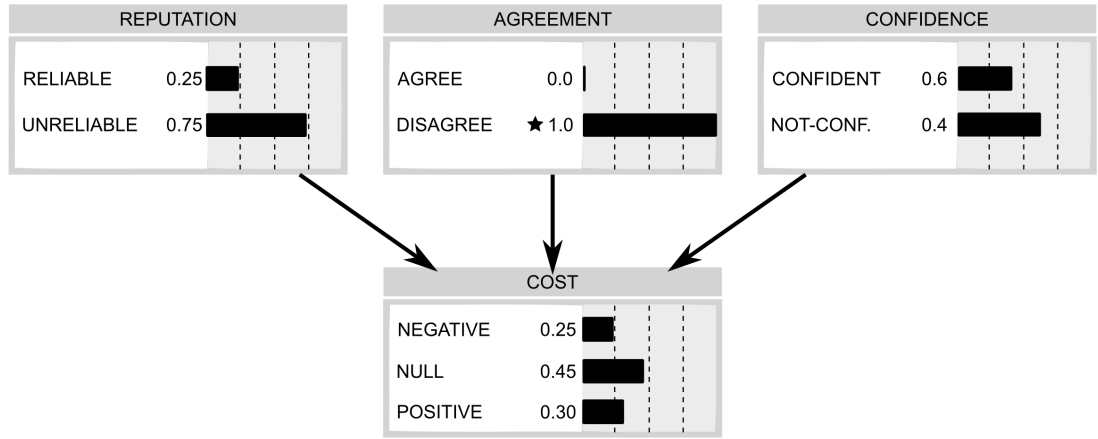 REPUTATION
RELIABLE 0.25
UNRELIABLE 0.75
AGREEMENT
AGREE 0.0
DISAGREE ★ 1.0
CONFIDENCE
CONFIDENT 0.6
NOT-CONF. 0.4
COST
NEGATIVE 0.25
NULL 0.45
POSITIVE 0.30